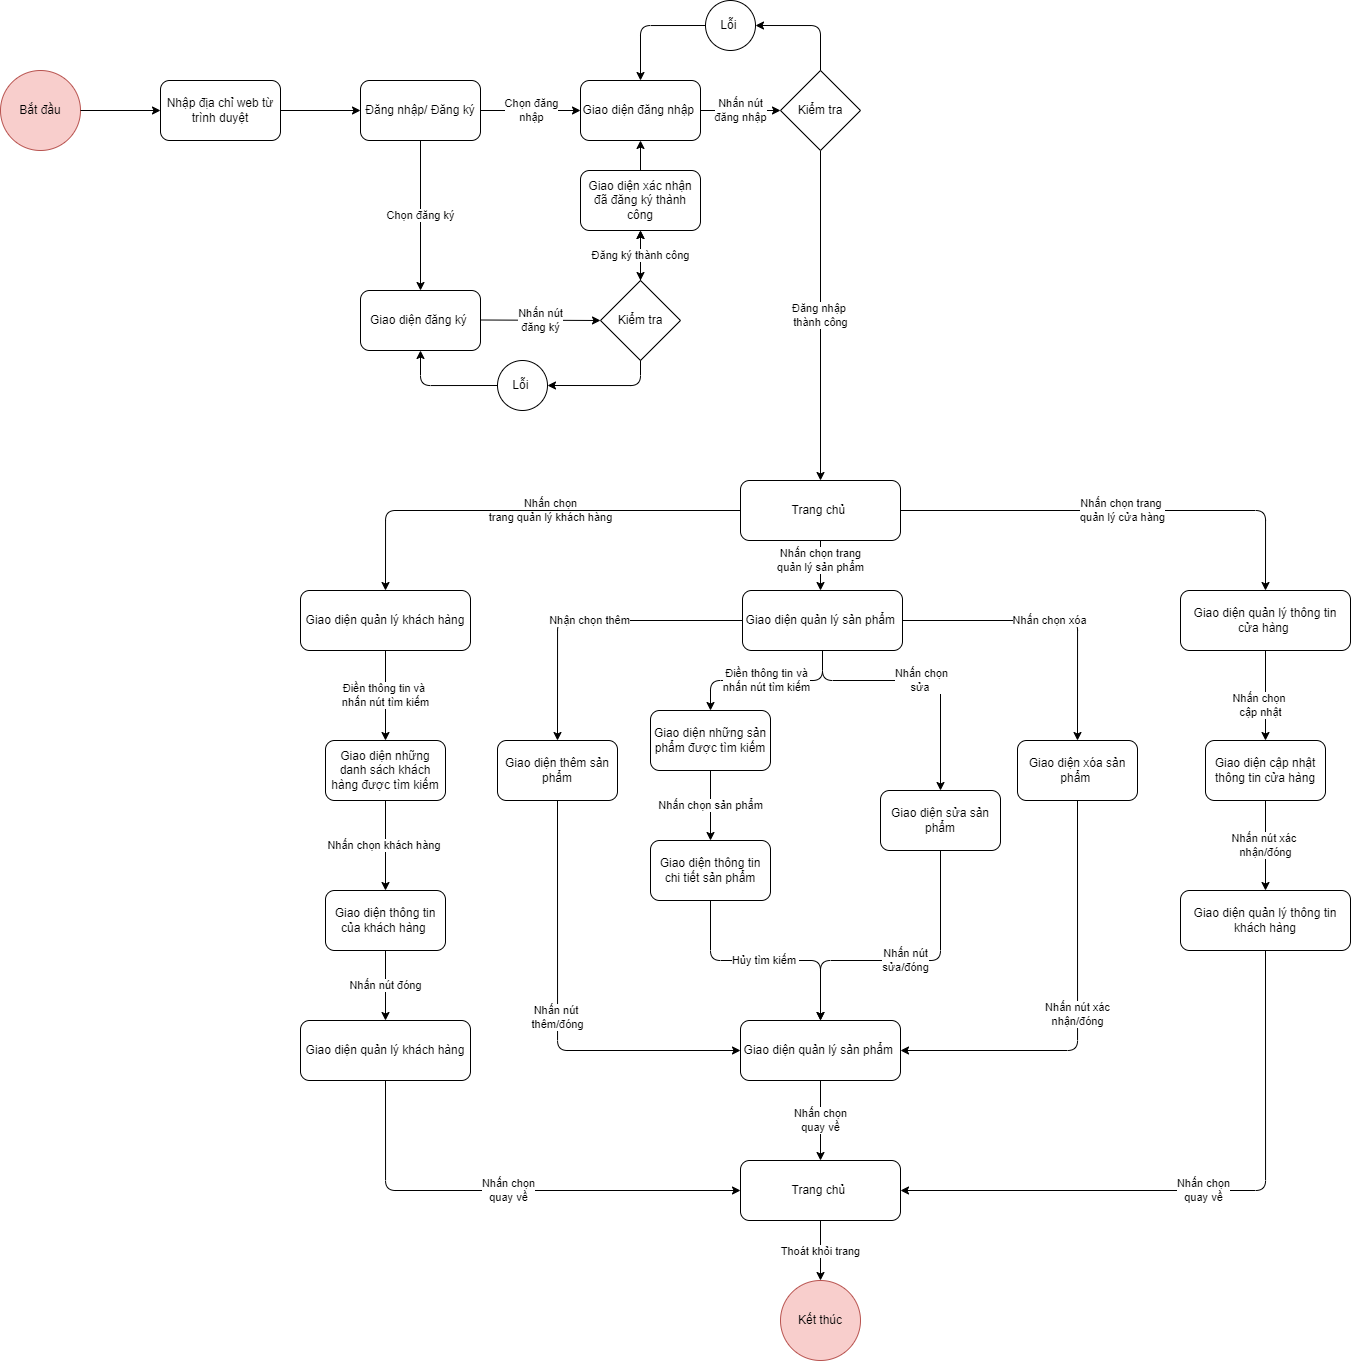 Lỗi
Bắt đầu
Nhập địa chỉ web từ
trình duyệt
Đăng nhập/ Đăng ký
Chọn đăng
nhập
Giao diện đăng nhập
Nhấn nút
đăng nhập
Kiểm tra
Giao diện xác nhận
đã đăng ký thành
công
Chọn đăng ký
Đăng ký thành công
Giao diện đăng ký
Nhấn nút
đăng ký
Kiểm tra
Lỗi
Đăng nhập
thành công
Trang chủ
Nhấn chọn
trang quản lý khách hàng
Nhấn chọn trang
quản lý sản phẩm
Nhấn chọn trang
quản lý cửa hàng
Giao diện quản lý khách hàng
Nhận chọn thêm
Giao diện quản lý sản phẩm
Nhấn chọn xóa
Giao diện quản lý thông tin
cửa hàng
Điền thông tin và
nhấn nút tìm kiếm
Điền thông tin và
nhấn nút tìm kiếm
Nhấn chọn
sửa
Nhấn chọn
cập nhật
Giao diện những
danh sách khách
hàng được tìm kiếm
Giao diện thêm sản
phẩm
Giao diện những sản
phẩm được tìm kiếm
Giao diện xóa sản
phẩm
Giao diện cập nhật
thông tin cửa hàng
Nhấn chọn sản phẩm
Giao diện sửa sản
phẩm
Nhấn chọn khách hàng
Nhấn nút xác
nhận/đóng
Giao diện thông tin
chi tiết sản phẩm
Giao diện thông tin
của khách hàng
Giao diện quản lý thông tin
khách hàng
Hủy tìm kiếm
Nhấn nút
sửa/đóng
Nhấn nút đóng
Nhấn nút
thêm/đóng
Nhấn nút xác
nhận/đóng
Giao diện quản lý khách hàng
Giao diện quản lý sản phẩm
Nhấn chọn
quay về
Nhấn chọn
quay về
Trang chủ
Nhấn chọn
quay về
Thoát khỏi trang
Kết thúc